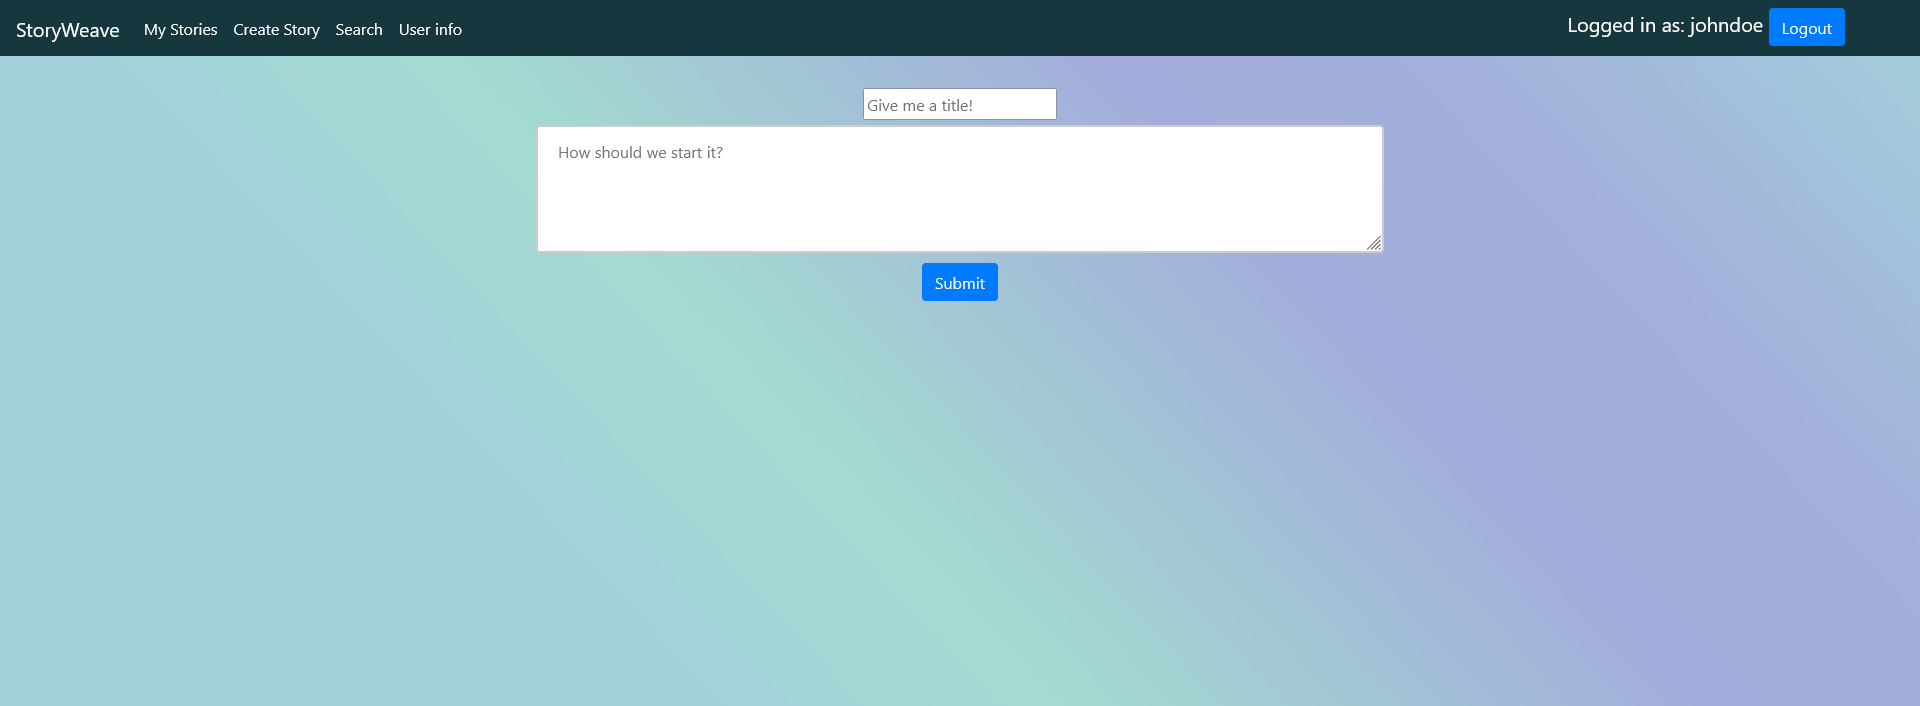 StoryWeave My Stories Create Story Search User info Logged in as: johndoe Logout
Give me a title!
How should we start it?
Submit